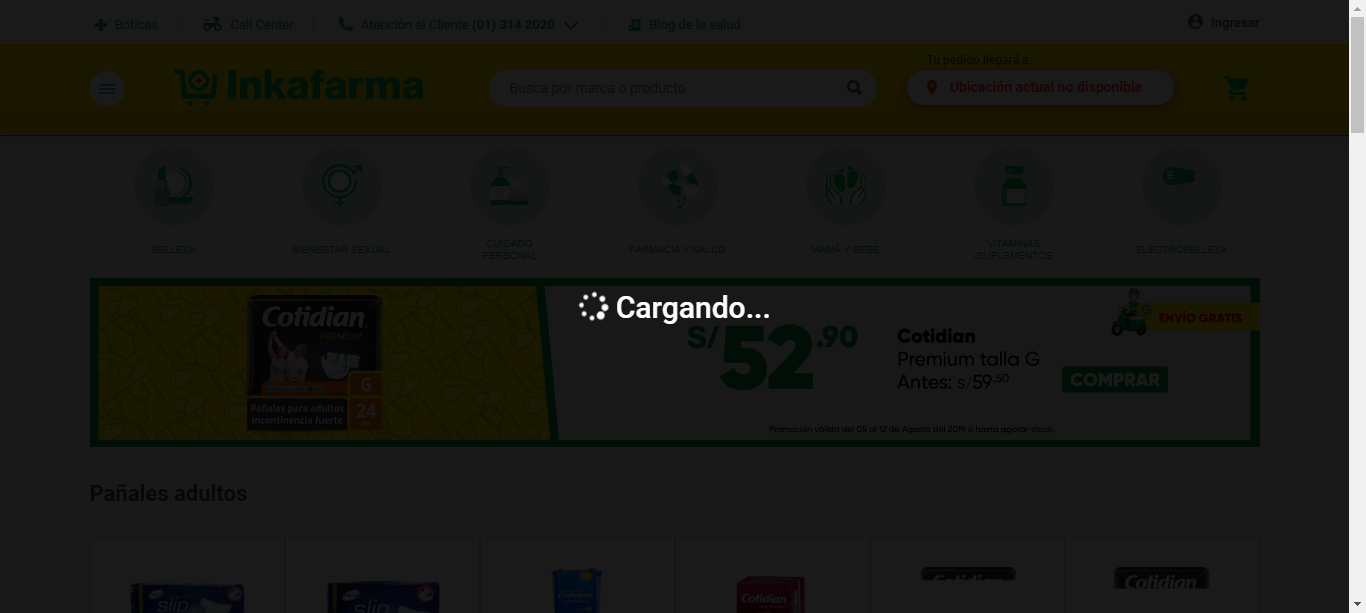 Boticas
Call Center
Atención al Cliente (01) 314 2020
Blog de la salud
Ingresar
Inkafarma
Busca por marca o producto
Tu pedido llegará a:
Ubicación actual no disponible
BELLEZA
BIENESTAR SEXUAL
CUIDADO
PERSONAL
FARMACIA Y SALUD
MAMÁ Y BEBÉ
VITAMINAS
/SUPLEMENTOS
ELECTROBELLEZA
Cargando...
Cotidian
PREMIUM
G
24
Pañales para adultos
Incontinencia fuerte
S/52.90
Cotidian
Premium talla G
Antes: s/59.50
ENVÍO GRATIS
COMPRAR
Promoción válida del 05 al 12 de Agosto del 2019 o hasta agotar stock.
Pañales adultos
slip
slip
Cotidian
Cotidian
Cotidian